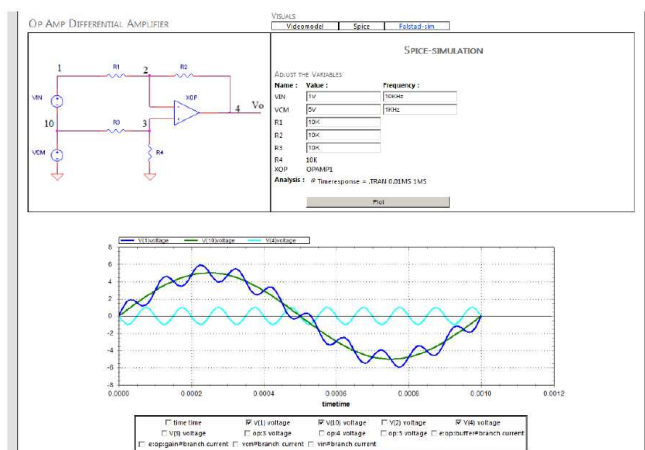 OP AMP DIFFERENTIAL AMPLIFIER
VISUALS
Videomodel Spice Falstad-sim
SPICE-SIMULATION
ADJUST THE VARIABLES
Name : Value : Frequency :
VIN 1V 10KHz
VCM 5V 1KHz
R1 10K
R2 10K
R3 10K
R4 10K
XOP OPAMP1
Analysis : # Timeresponse = .TRAN 0.01MS 1MS
Plot
1 R1 2 R2
VIN XOP 4 Vo
10 R3 3
VCM R4
V(1)voltage V(10)voltage V(4)voltage
8
6
4
2
0
-2
-4
-6
-8
0.0000 0.0002 0.0004 0.0006 0.0008 0.0010 0.0012
timetime
time time V(1) voltage V(10) voltage V(2) voltage V(4) voltage
V(3) voltage op:3 voltage op:4 voltage op:5 voltage e:op:buffer#branch current
e:op:gain#branch current vcm#branch current vin#branch current